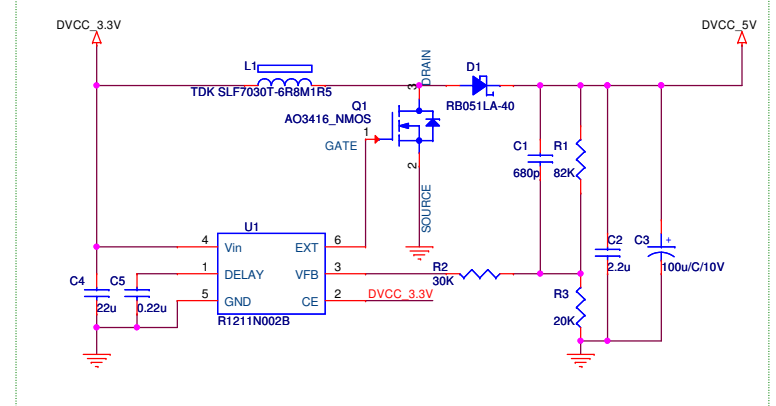 DVCC_3.3V
DVCC_5V
L1
TDK SLF7030T-6R8M1R5
DRAIN
3
D1
RB051LA-40
Q1
AO3416_NMOS
1
GATE
2
SOURCE
C1
680p
R1
82K
U1
4
Vin
EXT
6
1
DELAY
VFB
3
5
GND
CE
2
R1211N002B
DVCC_3.3V
R2
30K
C4
22u
C5
0.22u
C2
2.2u
C3
+
100u/C/10V
R3
20K